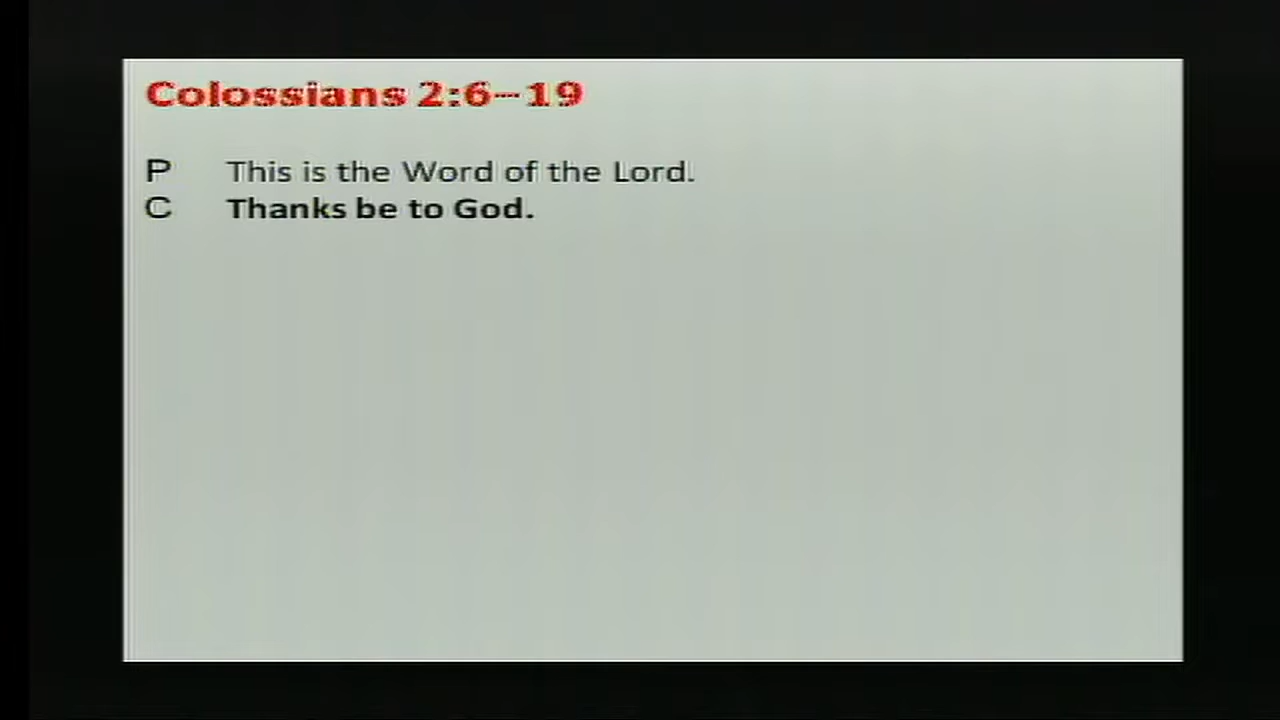 Colossians 2:6–19
P This is the Word of the Lord.
C Thanks be to God.